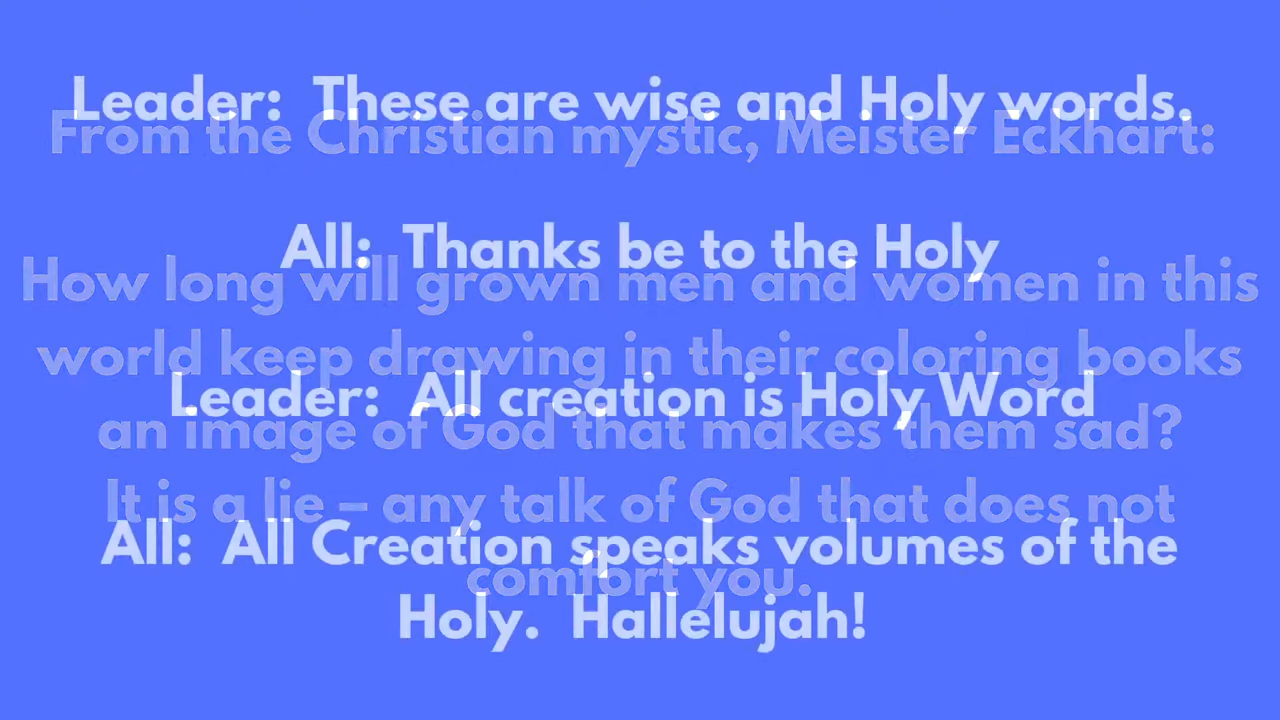 Leader: These are wise and Holy words.
From the Christian mystic, Meister Eckhart:
All: Thanks be to the Holy
How long will grown men and women in this
world keep drawing in their coloring books
Leader: All creation is Holy Word
an image of God that makes them sad?
It is a lie – any talk of God that does not
All: All Creation speaks volumes of the
comfort you.
Holy. Hallelujah!